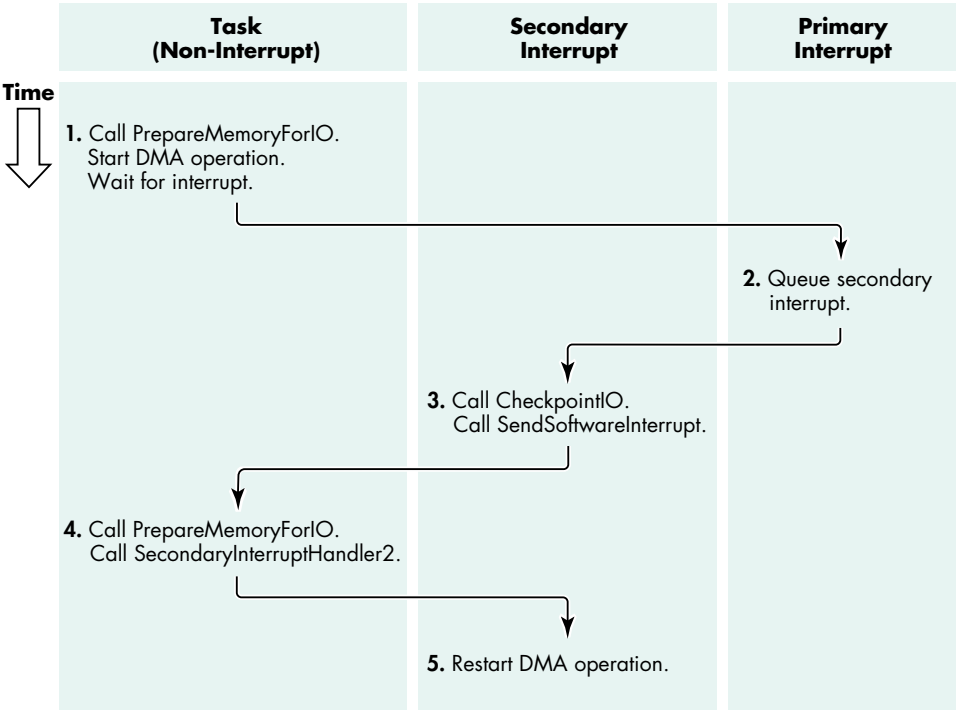 Task
(Non-Interrupt)
Secondary
Interrupt
Primary
Interrupt
Time
1. Call PrepareMemoryForIO.
Start DMA operation.
Wait for interrupt.
2. Queue secondary
interrupt.
3. Call CheckpointIO.
Call SendSoftwareInterrupt.
4. Call PrepareMemoryForIO.
Call SecondaryInterruptHandler2.
5. Restart DMA operation.